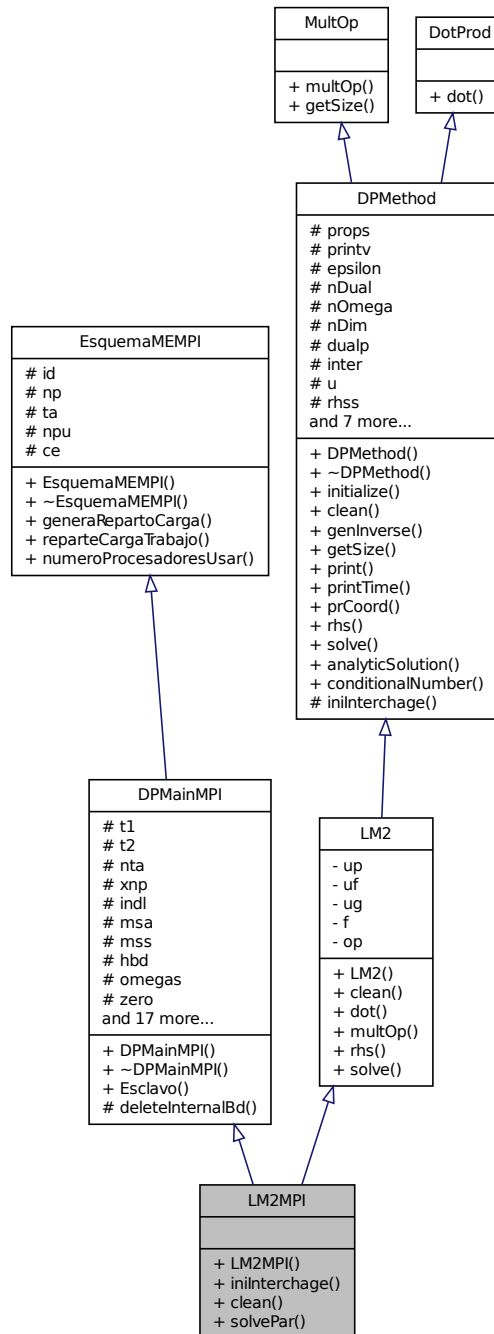 MultOp
+ multOp()
+ getSize()
DotProd
+ dot()
DPMethod
# props
# printv
# epsilon
# nDual
# nOmega
# nDim
# dualp
# inter
# u
# rhss
and 7 more...
+ DPMethod()
+ ~DPMethod()
+ initialize()
+ clean()
+ genInverse()
+ getSize()
+ print()
+ printTime()
+ prCoord()
+ rhs()
+ solve()
+ analyticSolution()
+ conditionalNumber()
# iniInterchage()
EsquemaMEMPI
# id
# np
# ta
# npu
# ce
+ EsquemaMEMPI()
+ ~EsquemaMEMPI()
+ generaRepartoCarga()
+ reparteCargaTrabajo()
+ numeroProcesadoresUsar()
DPMainMPI
# t1
# t2
# nta
# xnp
# indl
# msa
# mss
# hbd
# omegas
# zero
and 17 more...
+ DPMainMPI()
+ ~DPMainMPI()
+ Esclavo()
# deleteInternalBd()
LM2
- up
- uf
- ug
- f
- op
+ LM2()
+ clean()
+ dot()
+ multOp()
+ rhs()
+ solve()
LM2MPI
+ LM2MPI()
+ iniInterchage()
+ clean()
+ solvePar()